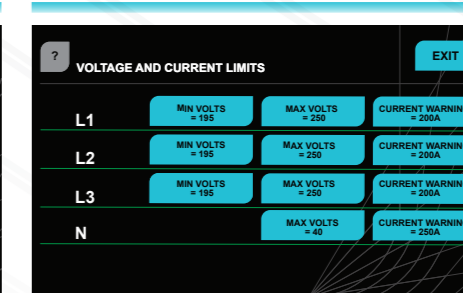 ?
VOLTAGE AND CURRENT LIMITS
EXIT
L1
MIN VOLTS
= 195
MAX VOLTS
= 250
CURRENT WARNIN
= 200A
L2
MIN VOLTS
= 195
MAX VOLTS
= 250
CURRENT WARNIN
= 200A
L3
MIN VOLTS
= 195
MAX VOLTS
= 250
CURRENT WARNIN
= 200A
N
MAX VOLTS
= 40
CURRENT WARNIN
= 250A